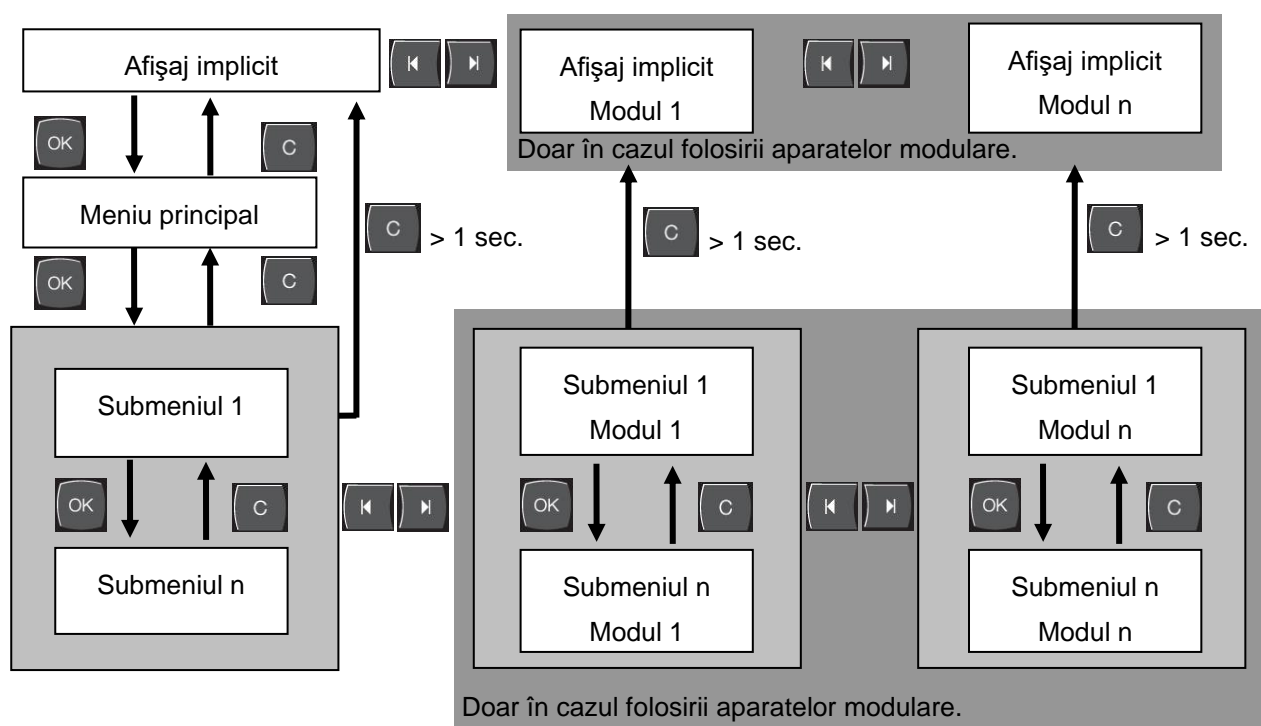 Afişaj implicit
Afişaj implicit
Modul 1
Afişaj implicit
Modul n
Doar în cazul folosirii aparatelor modulare.
OK
C
Meniu principal
C
> 1 sec.
C
> 1 sec.
C
> 1 sec.
OK
C
Submeniul 1
Submeniul 1
Modul 1
Submeniul 1
Modul n
OK
C
OK
C
OK
C
Submeniul n
Submeniul n
Modul 1
Submeniul n
Modul n
Doar în cazul folosirii aparatelor modulare.